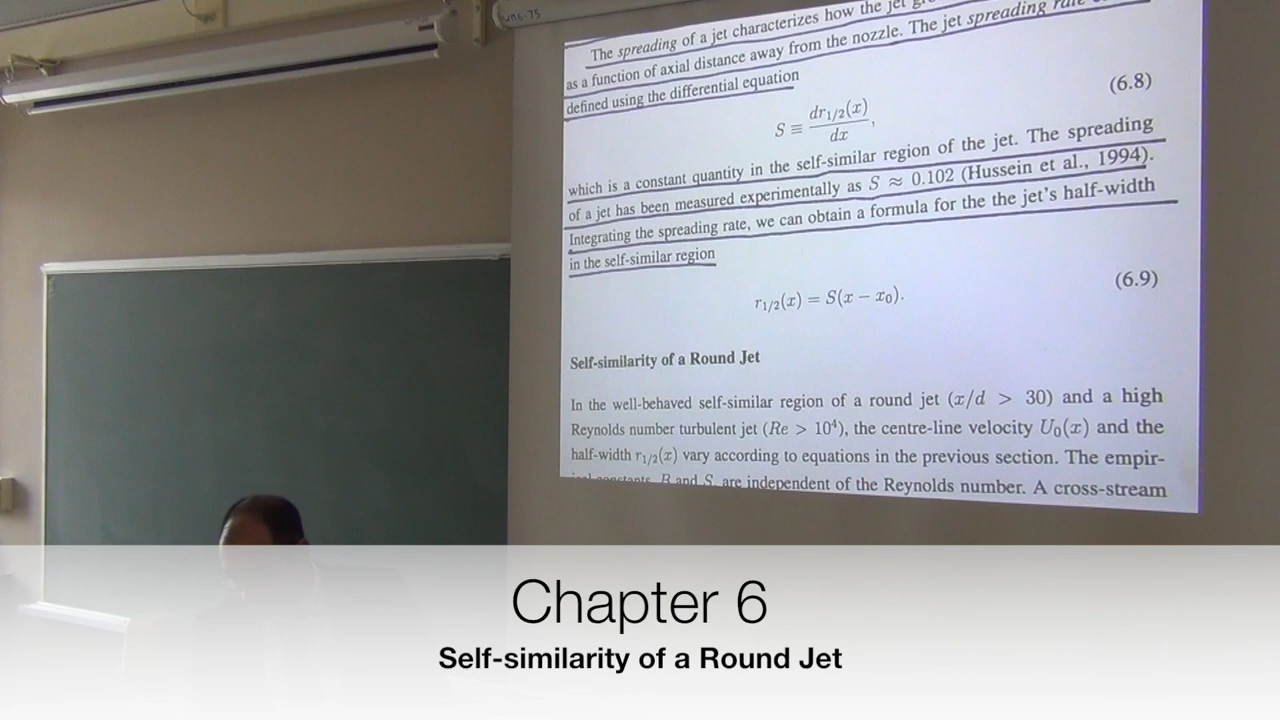 The spreading of a jet characterizes how the jet
as a function of axial distance away from the nozzle. The jet spreading rate
defined using the differential equation
S ≡ dr₁/₂(x)/dx, (6.8)
which is a constant quantity in the self-similar region of the jet. The spreading
of a jet has been measured experimentally as S ≈ 0.102 (Hussein et al., 1994).
Integrating the spreading rate, we can obtain a formula for the the jet's half-width
in the self-similar region
r₁/₂(x) = S(x − x₀). (6.9)
Self-similarity of a Round Jet
In the well-behaved self-similar region of a round jet (x/d > 30) and a high
Reynolds number turbulent jet (Re > 10⁴), the centre-line velocity U₀(x) and the
half-width r₁/₂(x) vary according to equations in the previous section. The empir-
ical constants, B and S, are independent of the Reynolds number. A cross-stream
Chapter 6
Self-similarity of a Round Jet